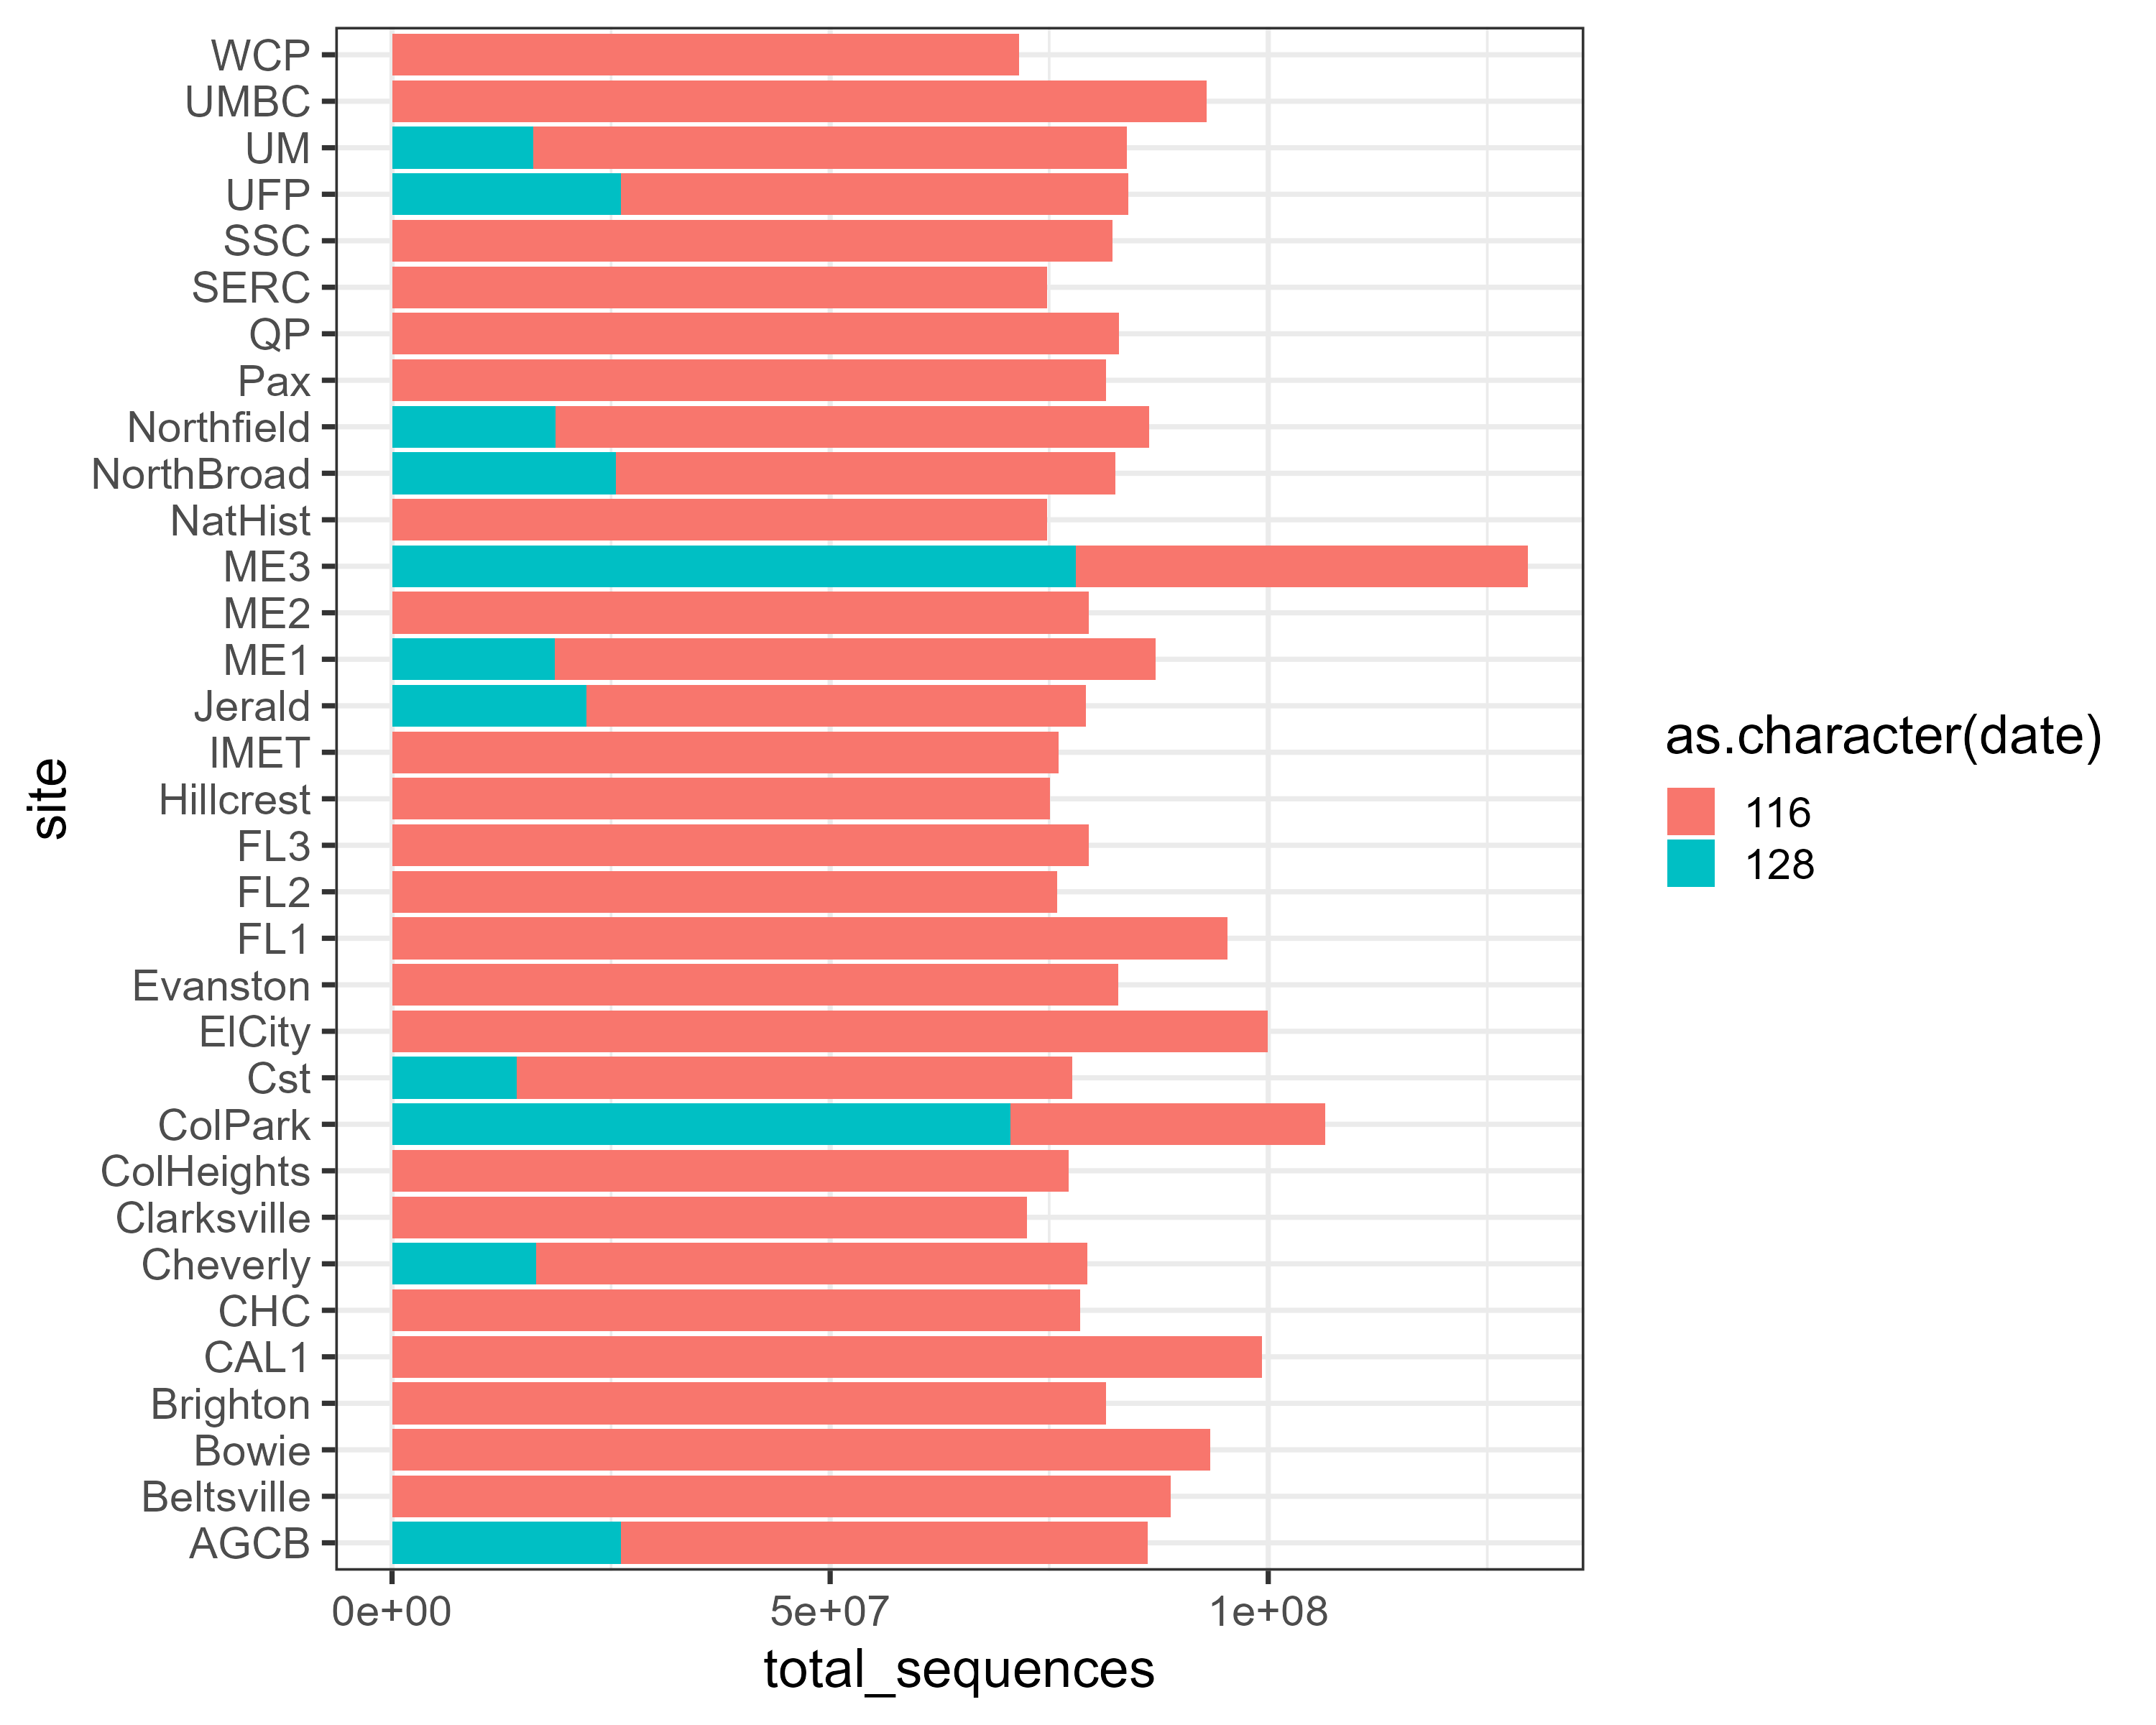 WCP
UMBC
UM
UFP
SSC
SERC
QP
Pax
Northfield
NorthBroad
NatHist
ME3
ME2
ME1
Jerald
IMET
Hillcrest
FL3
FL2
FL1
Evanston
ElCity
Cst
ColPark
ColHeights
Clarksville
Cheverly
CHC
CAL1
Brighton
Bowie
Beltsville
AGCB
site
0e+00 5e+07 1e+08
total_sequences
as.character(date)
116
128